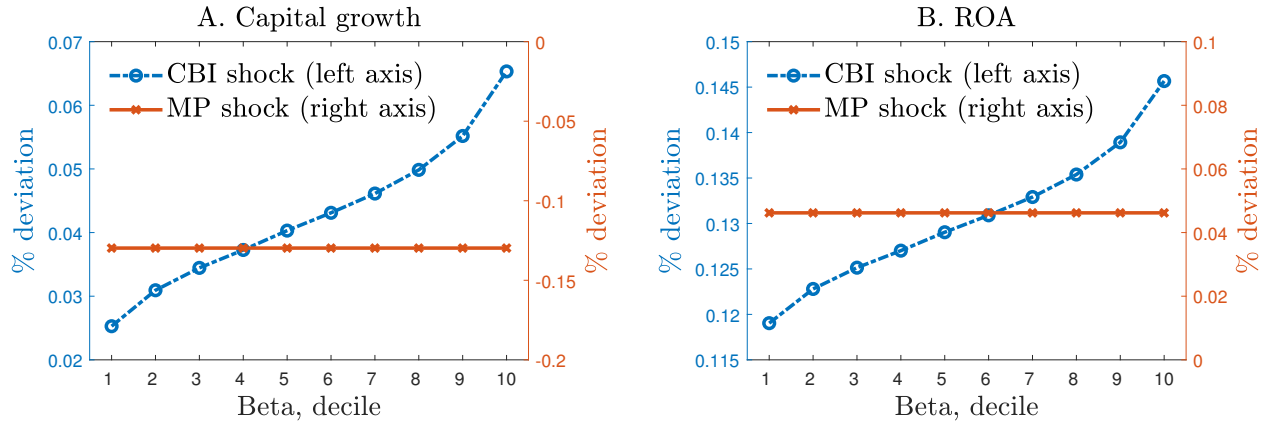 A. Capital growth
0.07
0.06
0.05
0.04
0.03
0.02
% deviation
CBI shock (left axis)
MP shock (right axis)
0
-0.05
-0.1
-0.15
-0.2
% deviation
1 2 3 4 5 6 7 8 9 10
Beta, decile
B. ROA
0.15
0.145
0.14
0.135
0.13
0.125
0.12
0.115
% deviation
CBI shock (left axis)
MP shock (right axis)
0.1
0.08
0.06
0.04
0.02
0
% deviation
1 2 3 4 5 6 7 8 9 10
Beta, decile